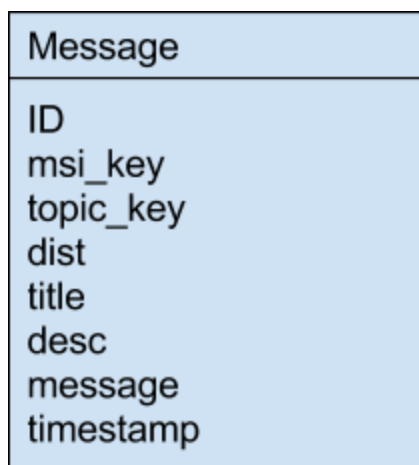 Message
ID
msi_key
topic_key
dist
title
desc
message
timestamp